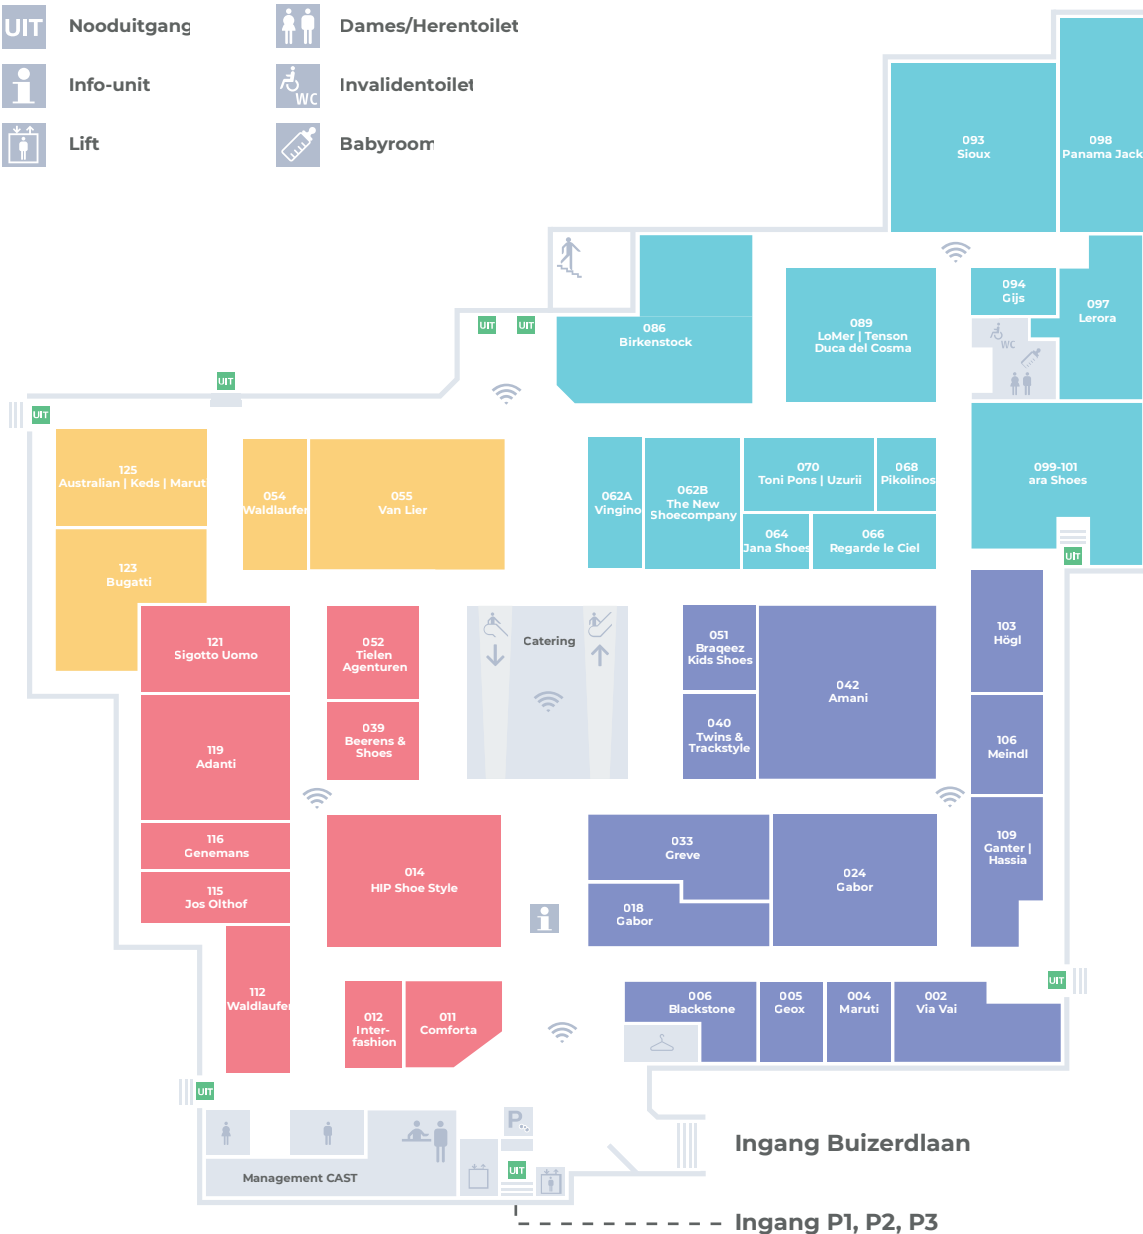 UIT
Nooduitgang
Dames/Herentoilet
Info-unit
WC
Invalidentoilet
Lift
Babyroom
093
Sioux
098
Panama Jack
094
Gijs
097
Lerora
WC
086
Birkenstock
089
LoMer | Tenson
Duca del Cosma
UIT
UIT
UIT
UIT
125
Australian | Keds | Marut
054
Waldlaufer
055
Van Lier
062A
Vingino
062B
The New
Shoecompany
070
Toni Pons | Uzurii
068
Pikolinos
064
Jana Shoes
066
Regarde le Ciel
099-101
ara Shoes
UIT
123
Bugatti
121
Sigotto Uomo
052
Tielen
Agenturen
Catering
051
Braqeez
Kids Shoes
042
Amani
103
Högl
119
Adanti
039
Beerens &
Shoes
040
Twins &
Trackstyle
106
Meindl
116
Genemans
115
Jos Olthof
014
HIP Shoe Style
033
Greve
018
Gabor
024
Gabor
109
Ganter |
Hassia
112
Waldlaufer
012
Inter-
fashion
011
Comforta
006
Blackstone
005
Geox
004
Maruti
002
Via Vai
UIT
UIT
P
UIT
Management CAST
Ingang Buizerdlaan
Ingang P1, P2, P3